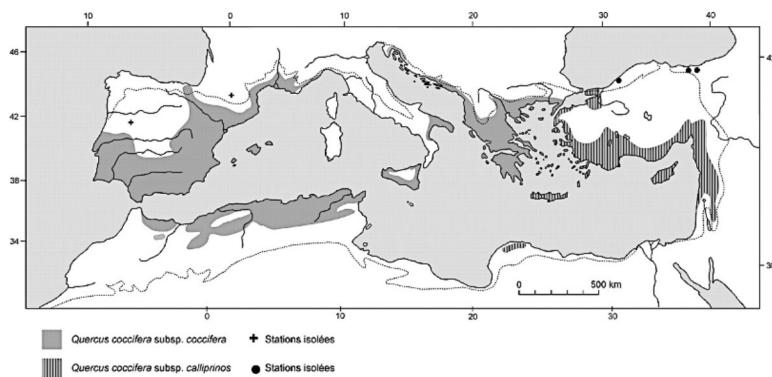 10 0 10 20 30 40
46
42
38
34
0 500 km
0 10 20 30
Quercus coccifera subsp. coccifera Stations isolées
Quercus coccifera subsp. calliprinos Stations isolées